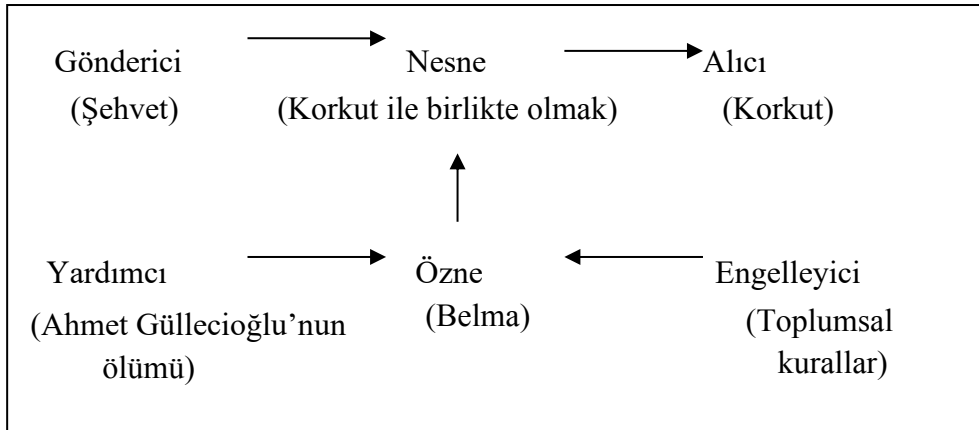 Gönderici Nesne Alıcı
(Şehvet) (Korkut ile birlikte olmak) (Korkut)
Yardımcı Özne Engelleyici
(Ahmet Güllecioğlu’nun (Belma) (Toplumsal
ölümü) kurallar)